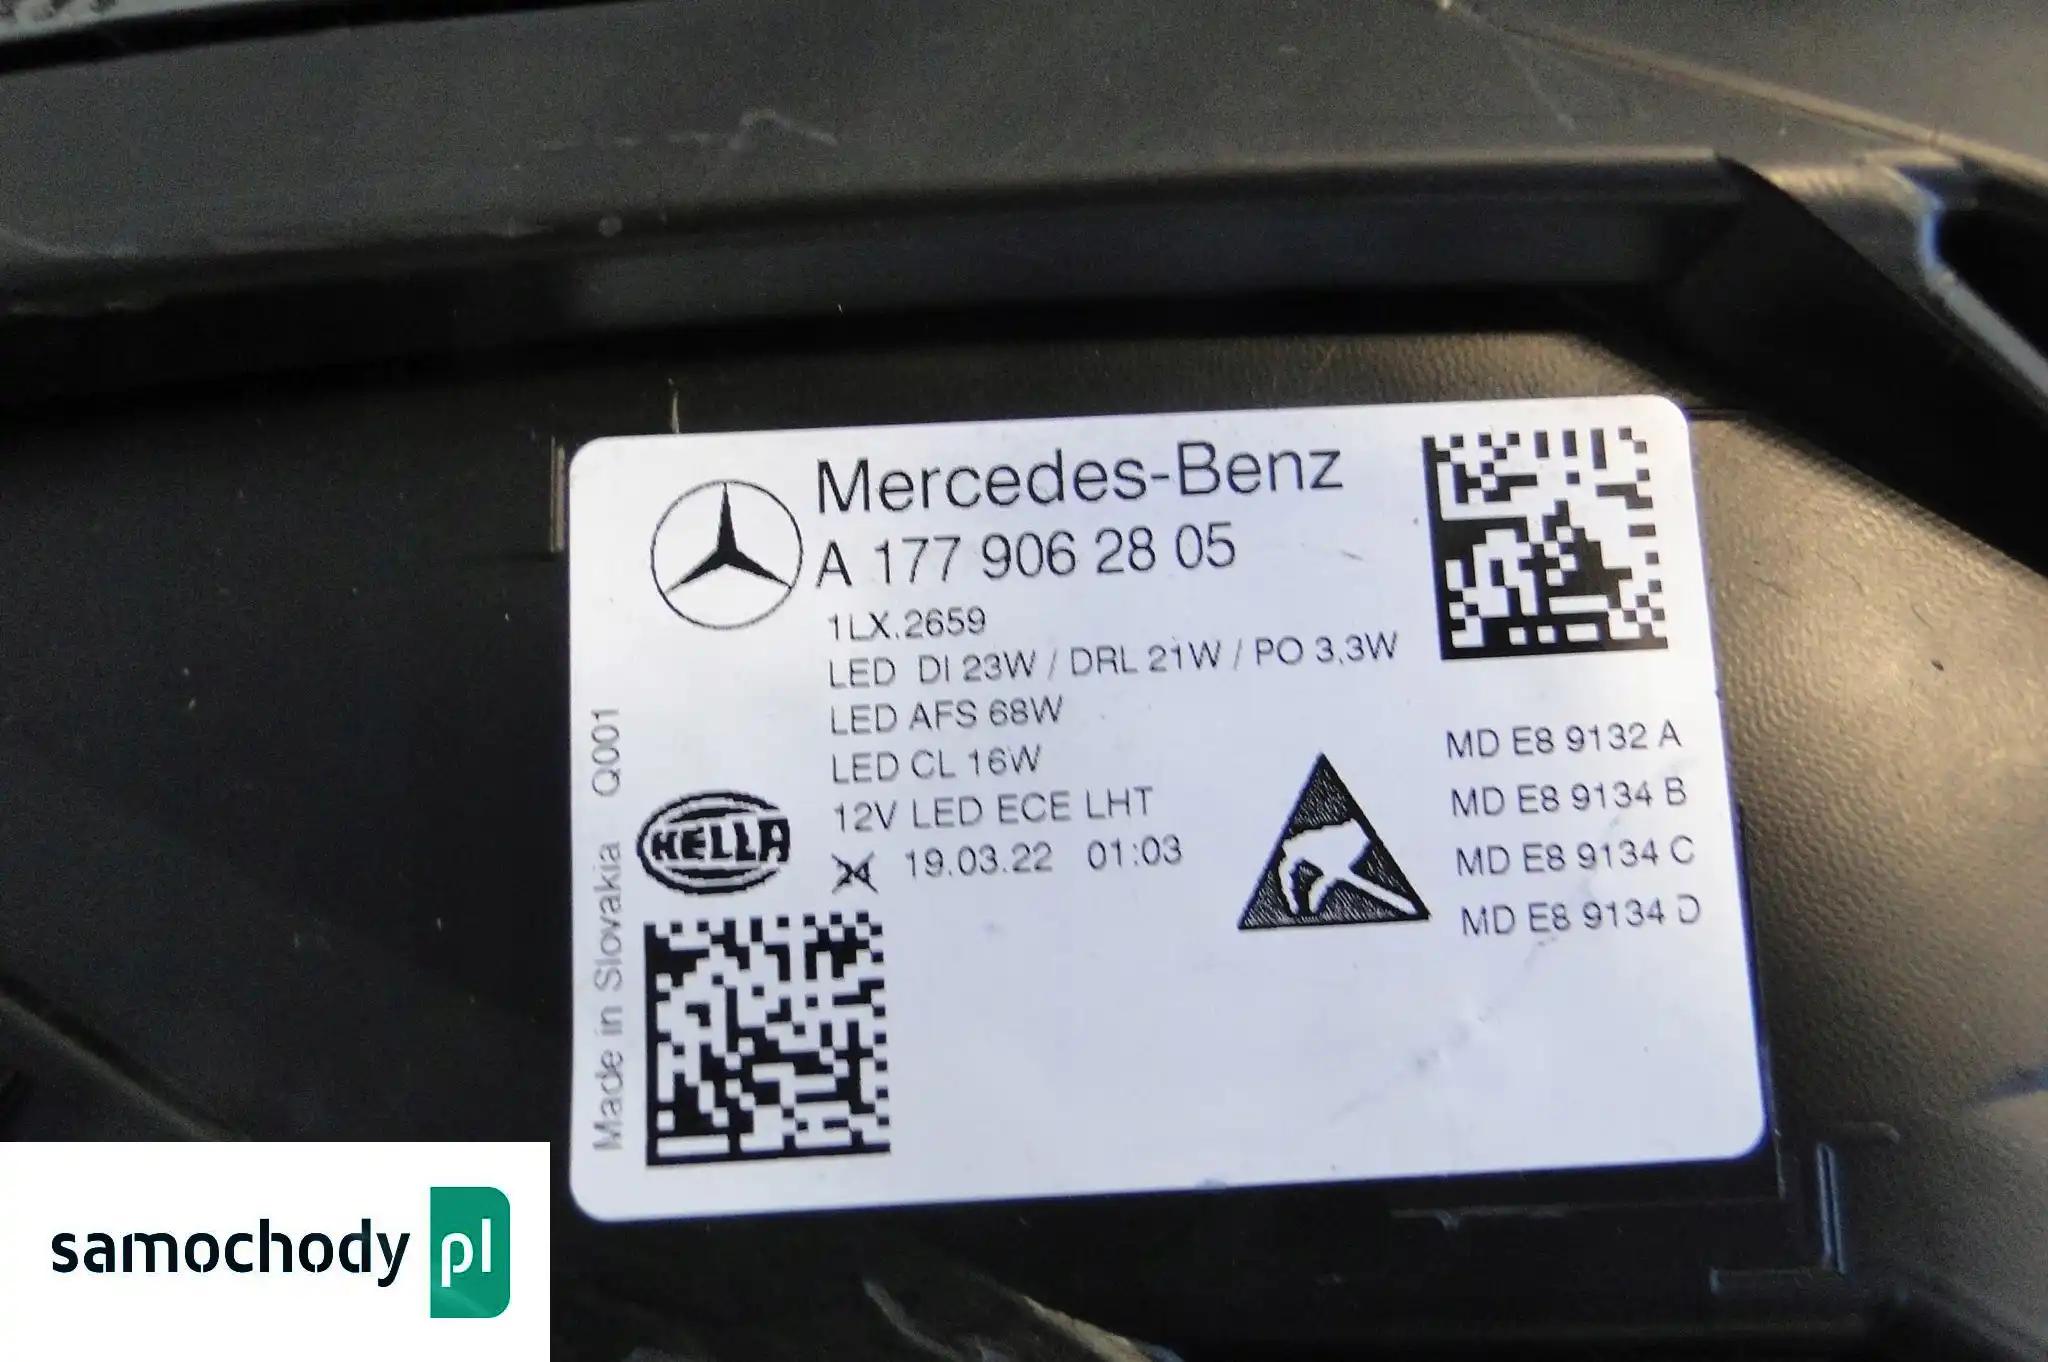 Mercedes-Benz
A 177 906 28 05
1LX.2659
LED DI 23W / DRL 21W / PO 3,3W
LED AFS 68W
LED CL 16W
12V LED ECE LHT
19.03.22 01:03
HELLA
MD E8 9132 A
MD E8 9134 B
MD E8 9134 C
MD E8 9134 D
Made in Slovakia Q001
samochody pl